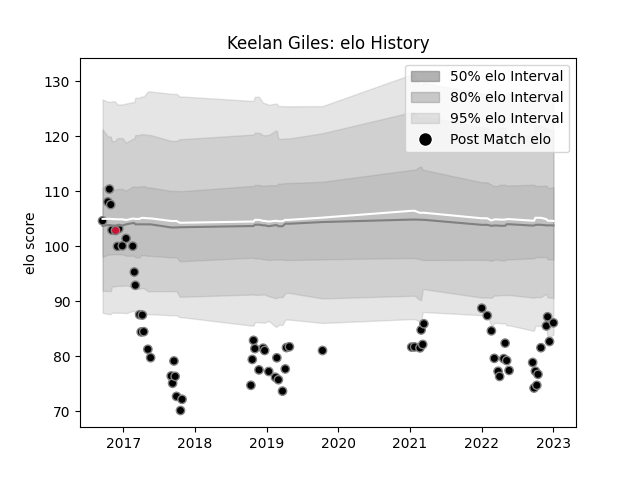 Keelan Giles: elo History
50% elo Interval
80% elo Interval
95% elo Interval
Post Match elo
elo score
130
120
110
100
90
80
70
2017 2018 2019 2020 2021 2022 2023